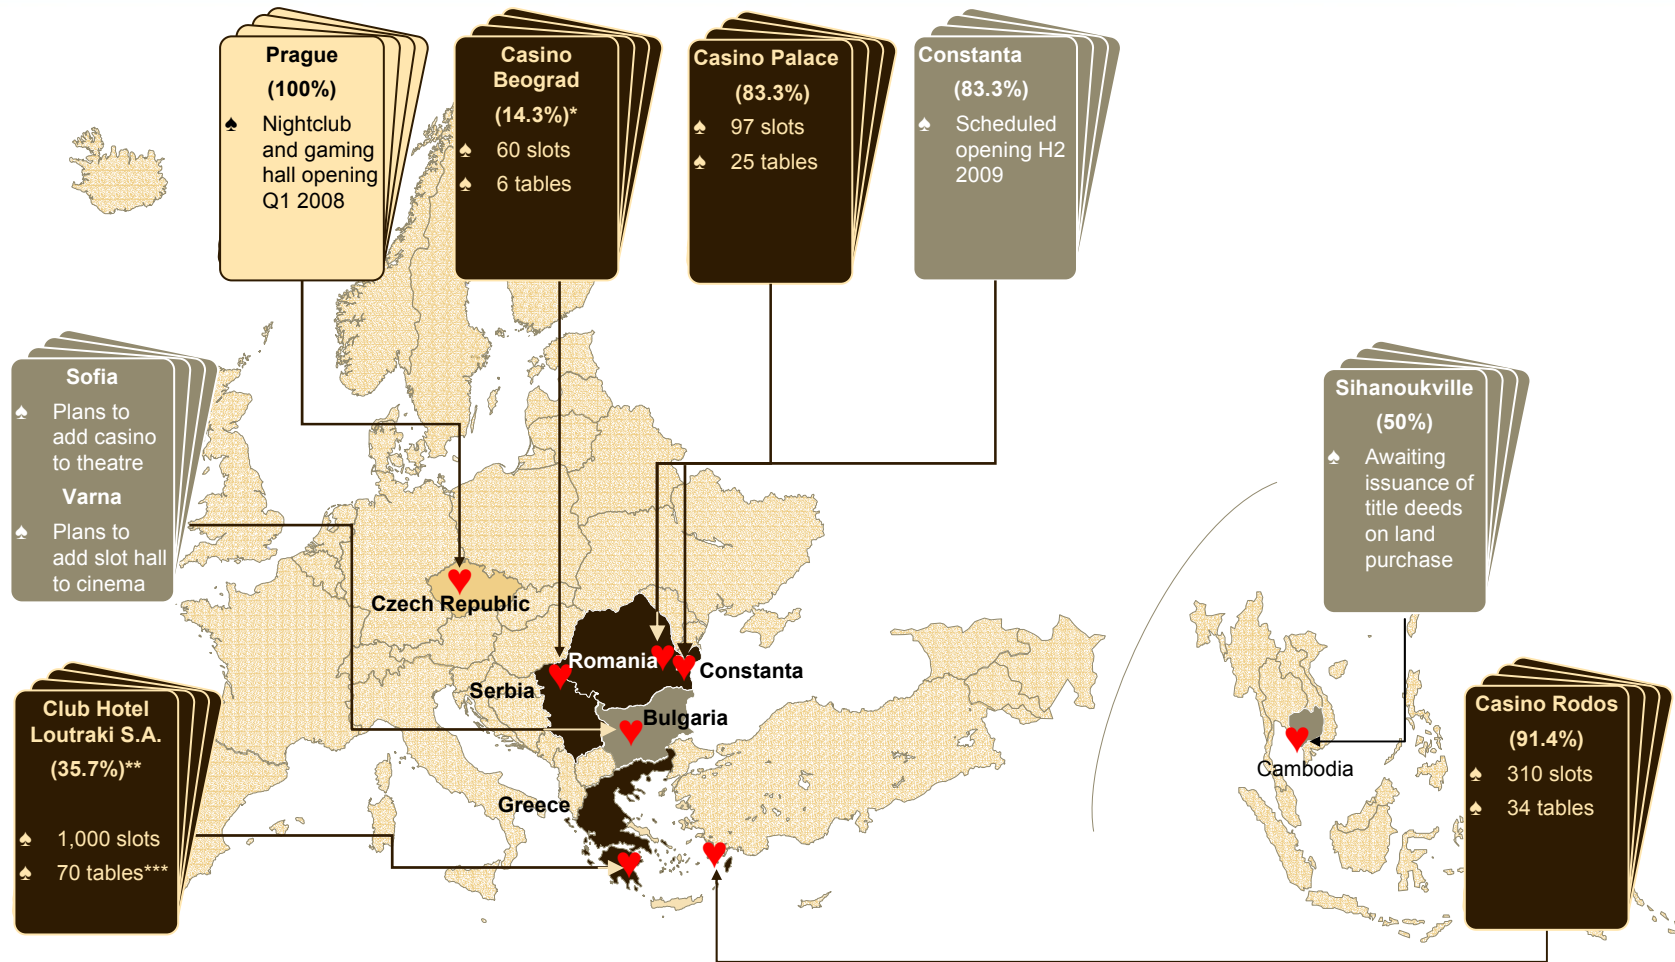 Prague
(100%)
♠ Nightclub
and gaming
hall opening
Q1 2008
Casino
Beograd
(14.3%)*
♠ 60 slots
♠ 6 tables
Casino Palace
(83.3%)
♠ 97 slots
♠ 25 tables
Constanta
(83.3%)
♠ Scheduled
opening H2
2009
Sofia
♠ Plans to
add casino
to theatre
Varna
♠ Plans to
add slot hall
to cinema
Sihanoukville
(50%)
♠ Awaiting
issuance of
title deeds
on land
purchase
Czech Republic
Romania
Constanta
Serbia
Bulgaria
Greece
Cambodia
Club Hotel
Loutraki S.A.
(35.7%)**
♠ 1,000 slots
♠ 70 tables***
Casino Rodos
(91.4%)
♠ 310 slots
♠ 34 tables